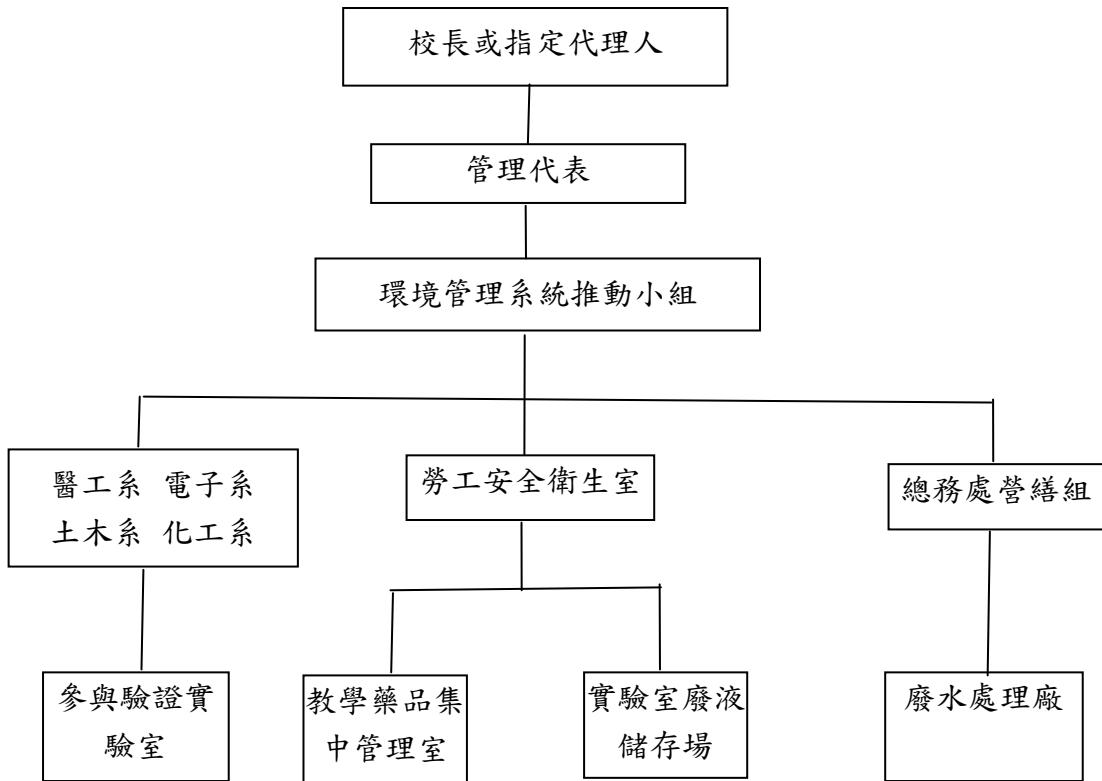 校長或指定代理人
管理代表
環境管理系統推動小組
醫工系 電子系
土木系 化工系
勞工安全衛生室
總務處營繕組
參與驗證實
驗室
教學藥品集
中管理室
實驗室廢液
儲存場
廢水處理廠